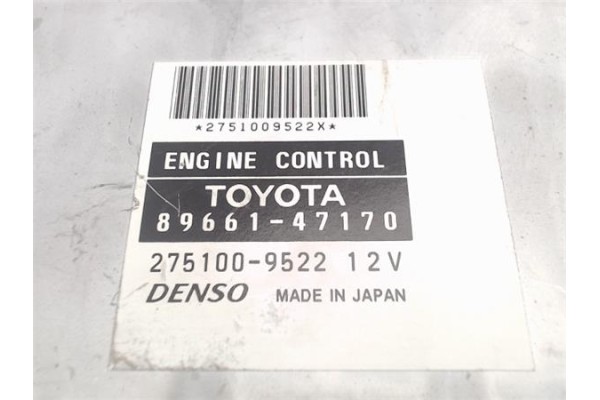 *2751009522X*
ENGINE CONTROL
TOYOTA
89661-47170
275100-9522 12V
DENSO MADE IN JAPAN